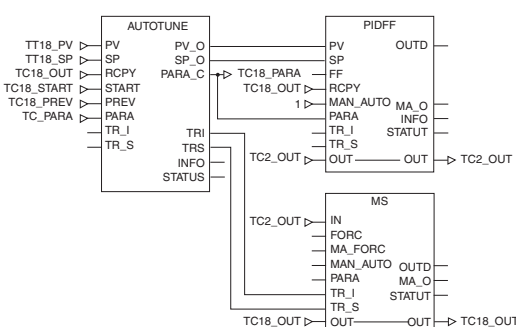 AUTOTUNE
TT18_PV PV PV_O
TT18_SP SP SP_O
TC18_OUT RCPY PARA_C TC18_PARA
TC18_START START
TC18_PREV PREV
TC_PARA PARA
TR_I TRI
TR_S TRS
INFO
STATUS
PIDFF
PV OUTD
SP
FF
TC18_OUT RCPY
1 MAN_AUTO MA_O
PARA INFO
TR_I STATUT
TR_S
TC2_OUT OUT OUT TC2_OUT
MS
TC2_OUT IN
FORC
MA_FORC
MAN_AUTO OUTD
PARA MA_O
TR_I STATUT
TR_S
TC18_OUT OUT OUT TC18_OUT